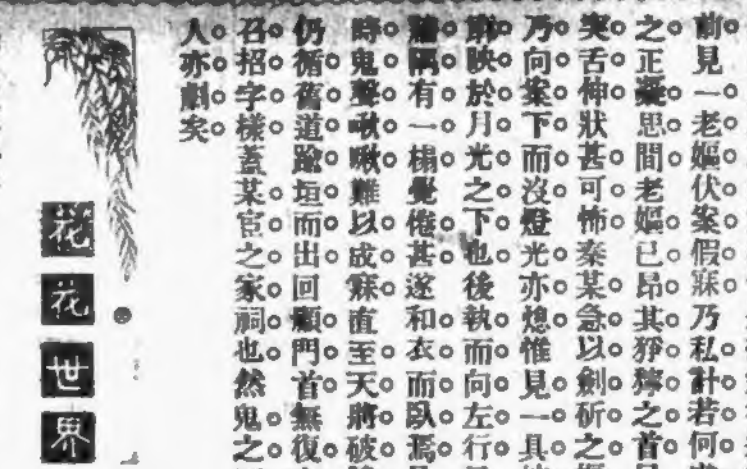 前見一老嫗伏案假寐乃私計若何
之正凝思間老嫗已昂其猙獰之首
突舌伸狀甚可怖秦某急以劍斫之
乃向案下而沒燈光亦熄惟見一具
映於月光之下也後執而向左行
隔有一榻覺倦甚遂和衣而臥焉
時鬼聲啾啾難以成寐直至天將破
仍循舊道踰垣而出回顧門首無復
召招字樣蓋某宦之家祠也然鬼之
人亦劇矣
花花世界